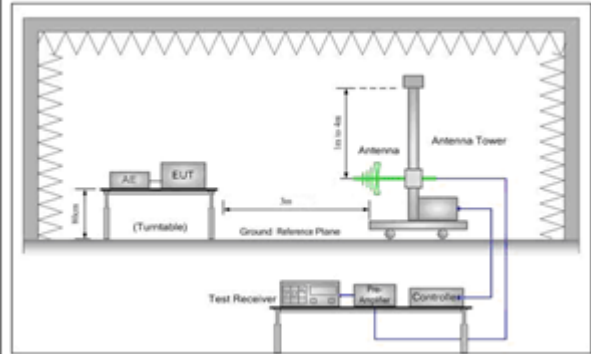 1m to 4m
Antenna
Antenna Tower
AE
EUT
80cm
3m
(Turntable)
Ground Reference Plane
Test Receiver
Pre-
Amplifier
Controller